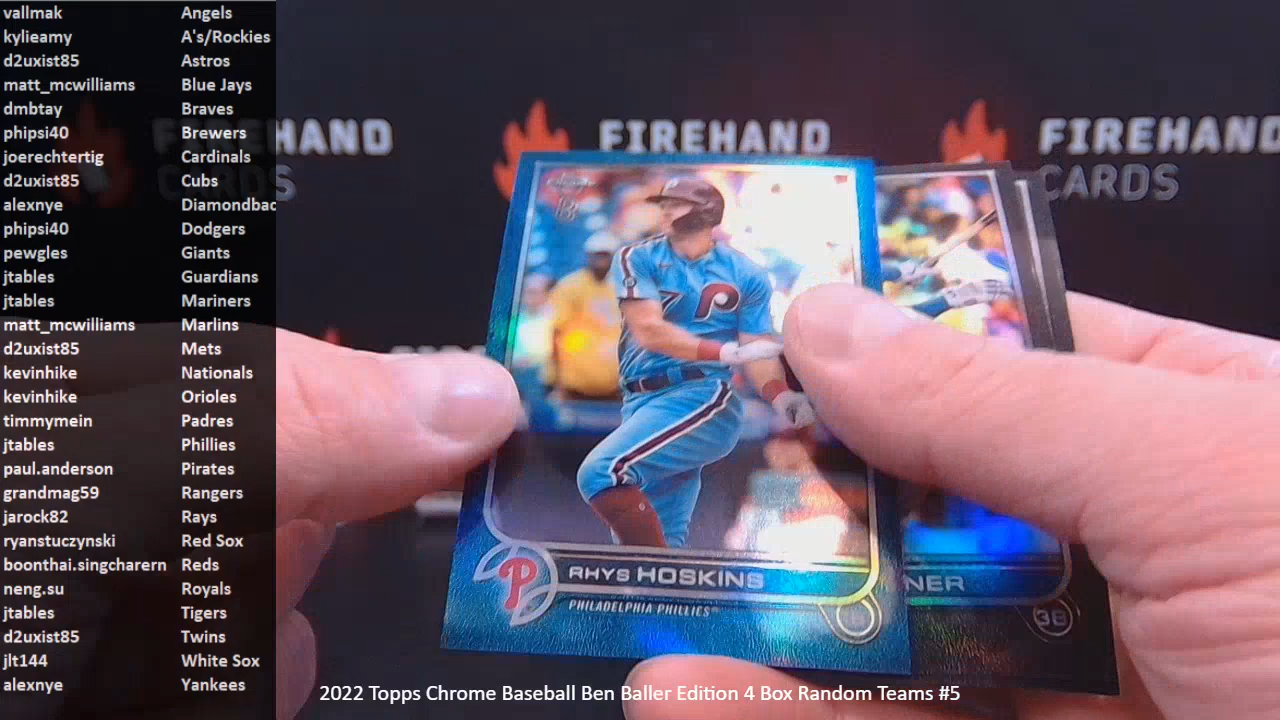 vallmak Angels
kylieamy A's/Rockies
d2uxist85 Astros
matt_mcwilliams Blue Jays
dmbtay Braves
phipsi40 Brewers
joerechtertig Cardinals
d2uxist85 Cubs
alexnye Diamondbac
phipsi40 Dodgers
pewgles Giants
jtables Guardians
jtables Mariners
matt_mcwilliams Marlins
d2uxist85 Mets
kevinhike Nationals
kevinhike Orioles
timmymein Padres
jtables Phillies
paul.anderson Pirates
grandmag59 Rangers
jarock82 Rays
ryanstuczynski Red Sox
boonthai.singcharern Reds
neng.su Royals
jtables Tigers
d2uxist85 Twins
jlt144 White Sox
alexnye Yankees
FIREHAND
CARDS
FIREHAND
FIREHAND
CARDS
P
P
RHYS HOSKINS
PHILADELPHIA PHILLIES
NER
3B
2022 Topps Chrome Baseball Ben Baller Edition 4 Box Random Teams #5